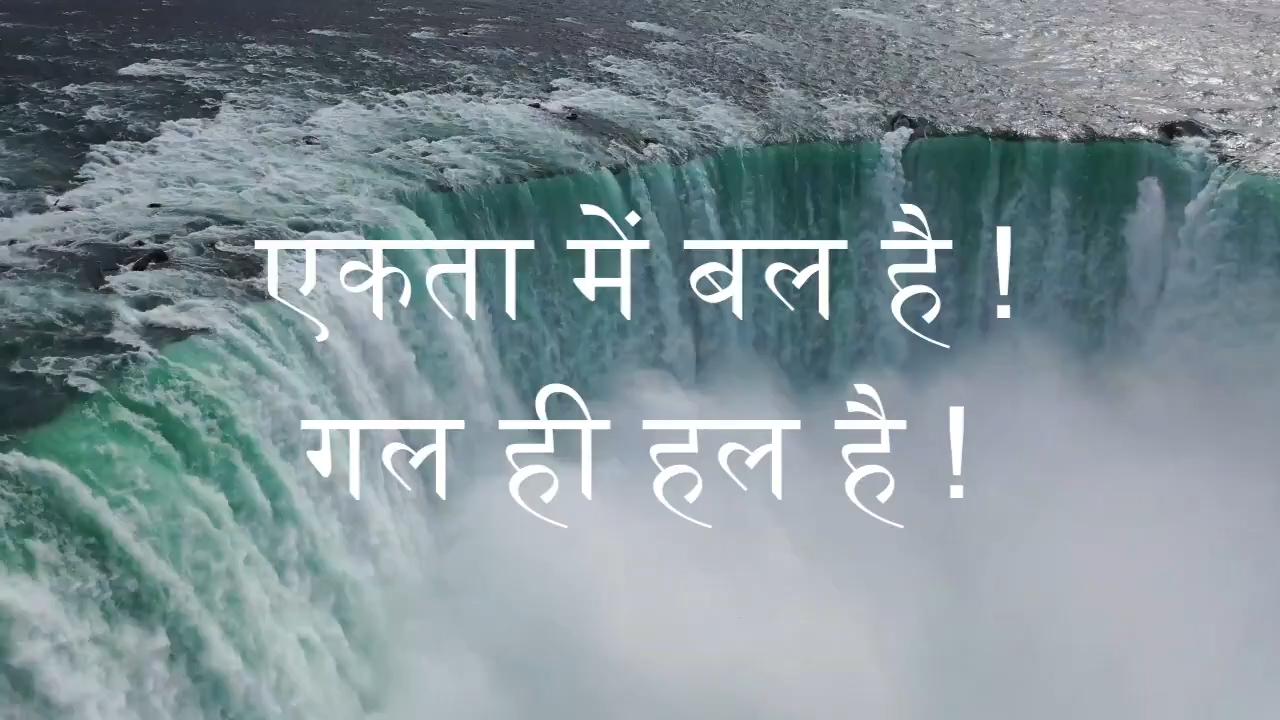 एकता में बल है !
गल ही हल है !